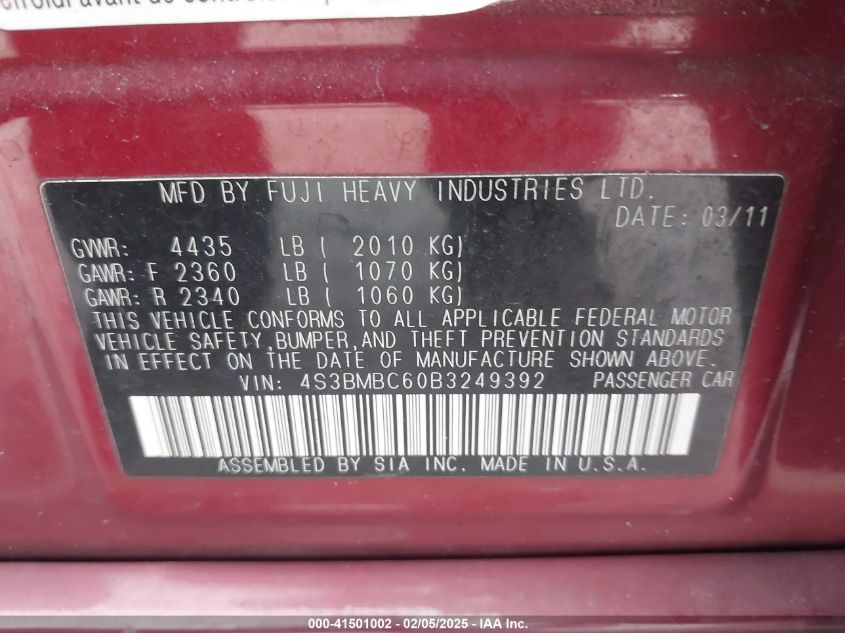 avant
MFD BY FUJI HEAVY INDUSTRIES LTD.
DATE: 03/11
GVWR: 4435 LB ( 2010 KG)
GAWR: F 2360 LB ( 1070 KG)
GAWR: R 2340 LB ( 1060 KG)
THIS VEHICLE CONFORMS TO ALL APPLICABLE FEDERAL MOTOR
VEHICLE SAFETY,BUMPER,AND THEFT PREVENTION STANDARDS
IN EFFECT ON THE DATE OF MANUFACTURE SHOWN ABOVE.
VIN: 4S3BMBC60B3249392 PASSENGER CAR
ASSEMBLED BY SIA INC. MADE IN U.S.A.
000-41501002 - 02/05/2025 - IAA